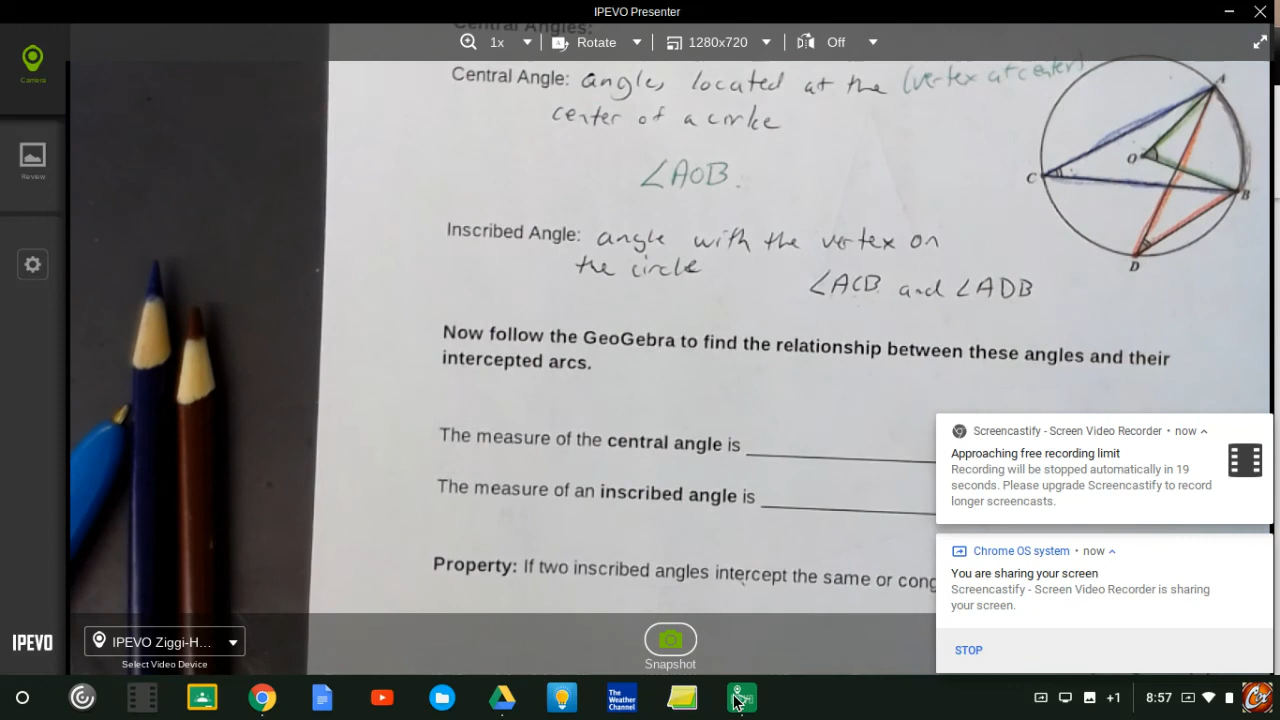 IPEVO Presenter
Central Angles:
1x Rotate 1280x720 Off
Camera
Central Angle: angles located at the (vertex at center)
center of a circle
∠AOB.
A
O
C
B
D
Review
Inscribed Angle: angle with the vertex on
the circle
∠ACB and ∠ADB
Now follow the GeoGebra to find the relationship between these angles and their
intercepted arcs.
The measure of the central angle is
The measure of an inscribed angle is
Property: If two inscribed angles intercept the same or cong
Screencastify - Screen Video Recorder • now
Approaching free recording limit
Recording will be stopped automatically in 19
seconds. Please upgrade Screencastify to record
longer screencasts.
Chrome OS system • now
You are sharing your screen
Screencastify - Screen Video Recorder is sharing
your screen.
STOP
IPEVO
IPEVO Ziggi-H...
Select Video Device
Snapshot
The
Weather
Channel
+1 8:57